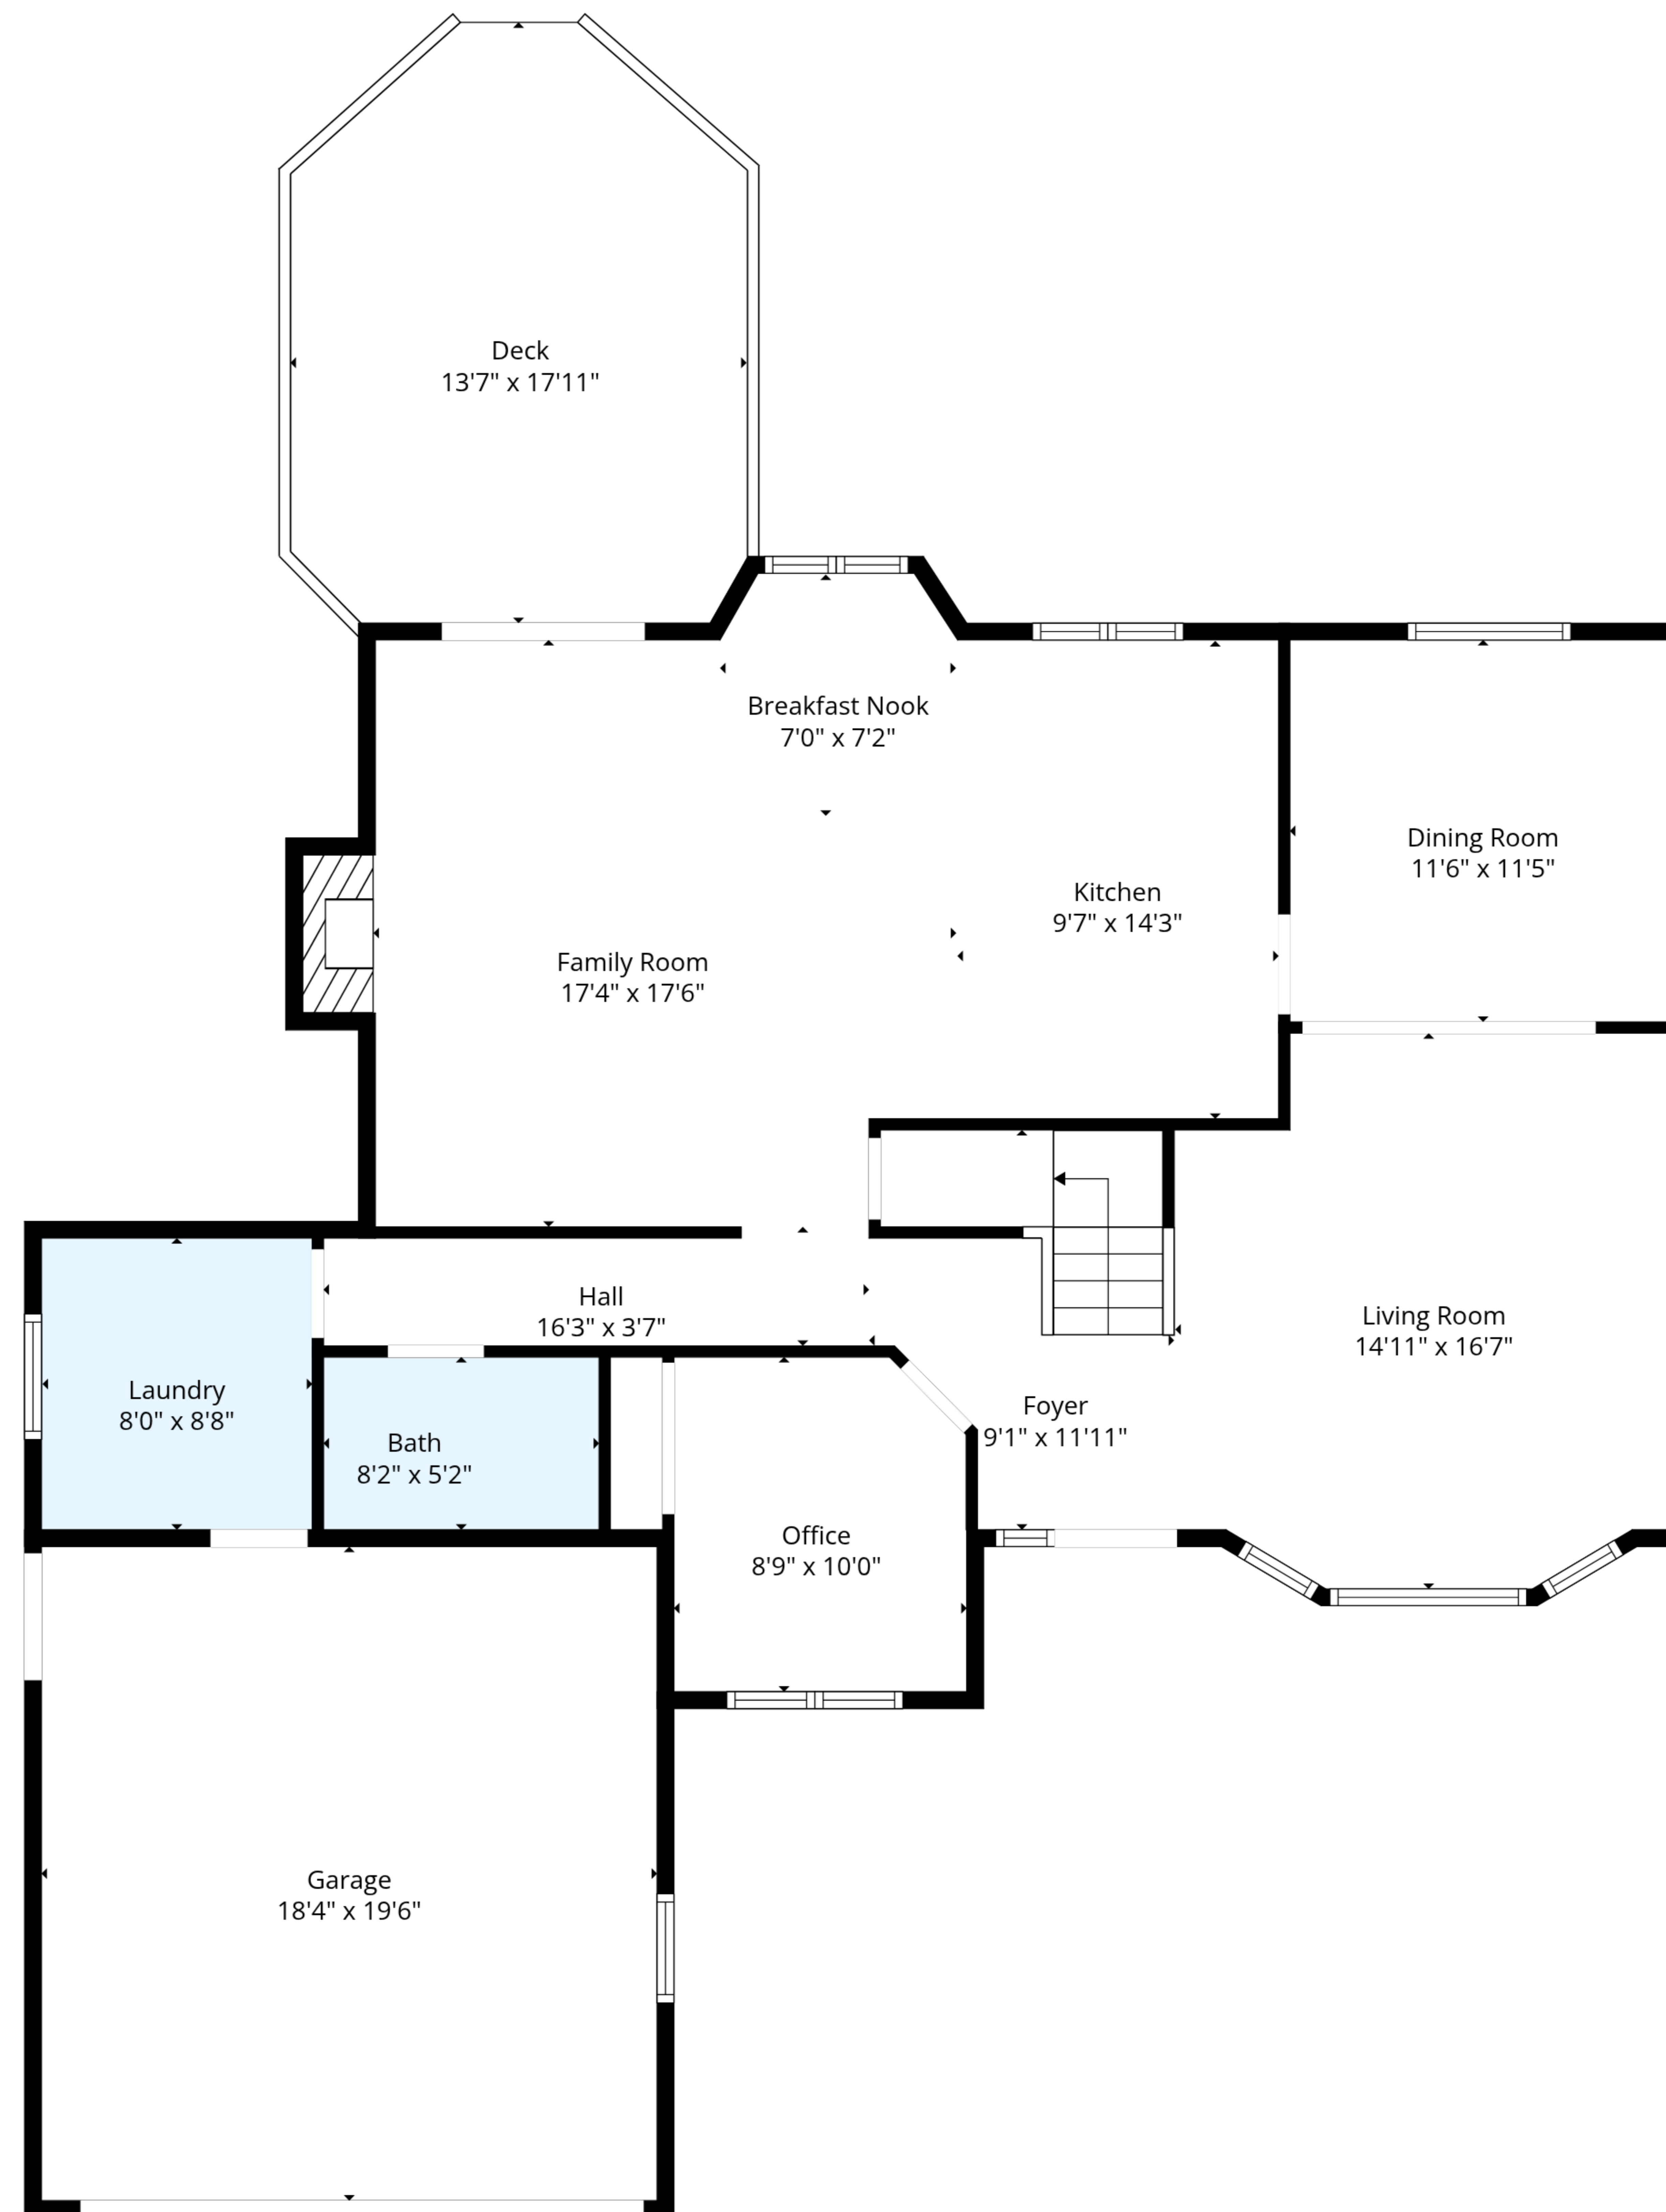 Deck
13'7" x 17'11"
Breakfast Nook
7'0" x 7'2"
Dining Room
11'6" x 11'5"
Kitchen
9'7" x 14'3"
Family Room
17'4" x 17'6"
Hall
16'3" x 3'7"
Living Room
14'11" x 16'7"
Laundry
8'0" x 8'8"
Foyer
9'1" x 11'11"
Bath
8'2" x 5'2"
Office
8'9" x 10'0"
Garage
18'4" x 19'6"